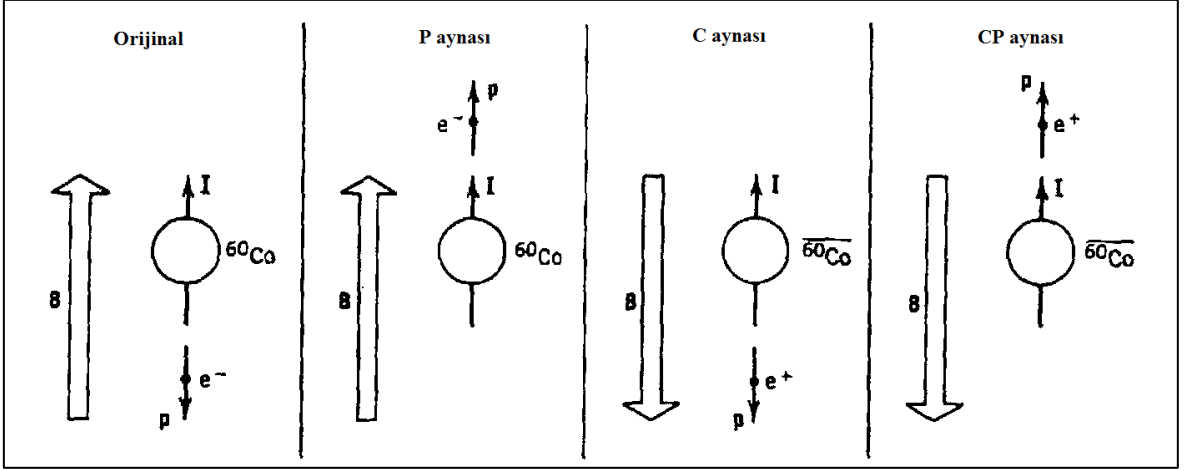 Orijinal
B
I
60Co
e-
p
P aynası
p
e-
I
60Co
B
C aynası
I
60Co
B
e+
p
CP aynası
p
e+
I
60Co
B